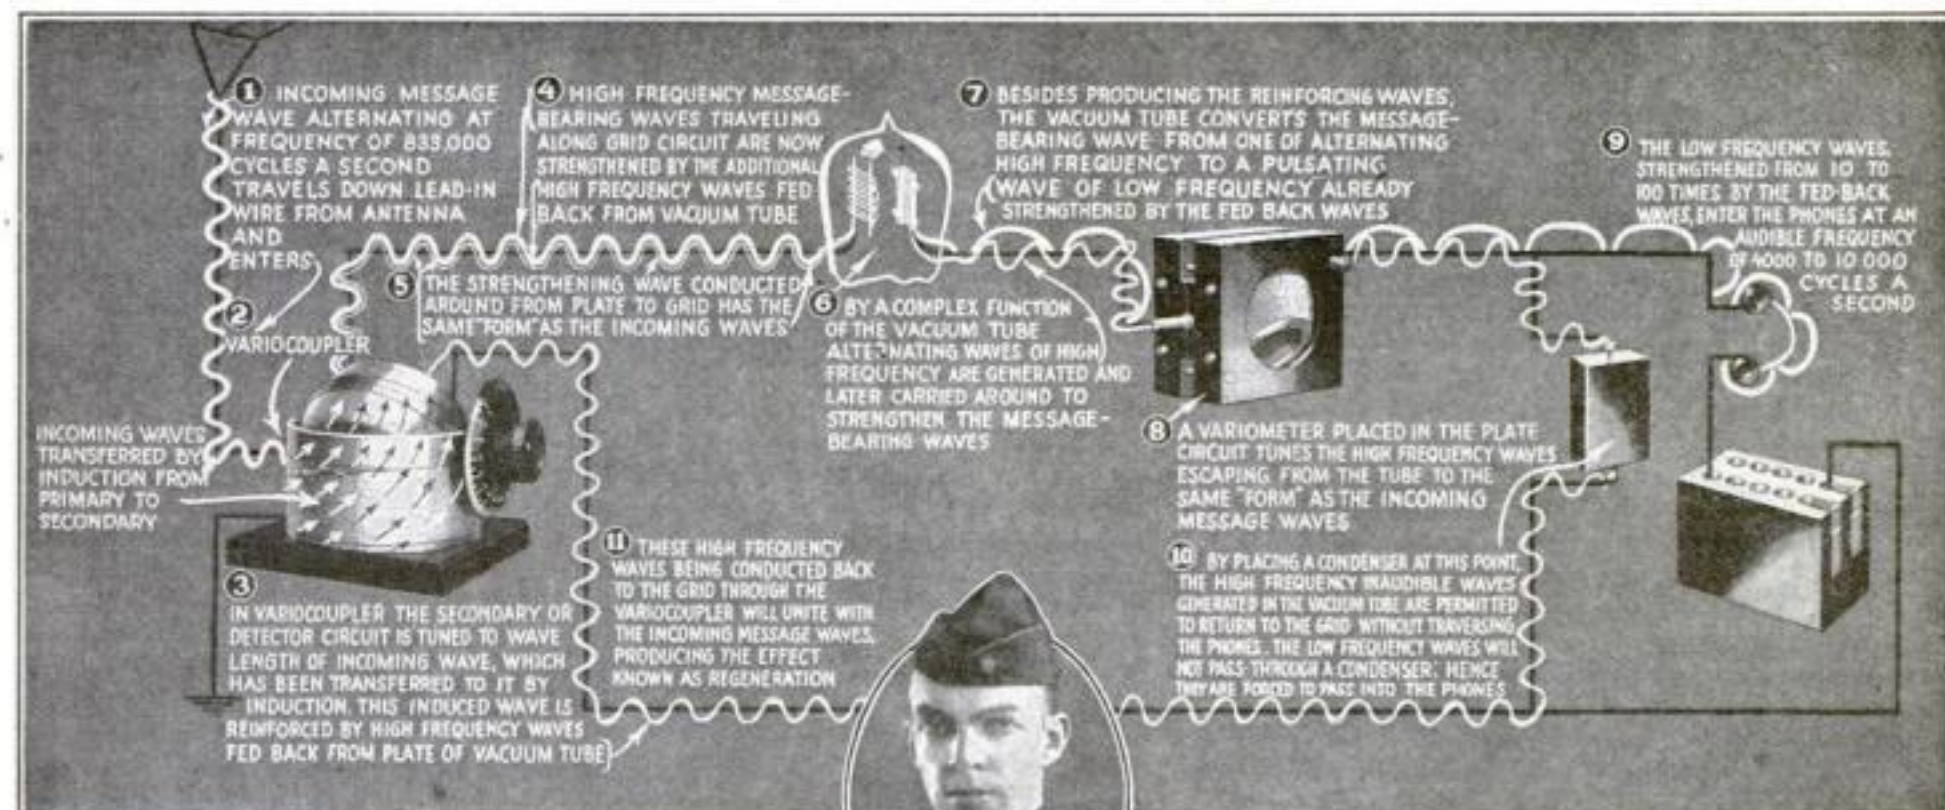 1 INCOMING MESSAGE
WAVE ALTERNATING AT
FREQUENCY OF 833,000
CYCLES A SECOND
TRAVELS DOWN LEAD-IN
WIRE FROM ANTENNA
AND
ENTERS
2
VARIOCOUPLER
INCOMING WAVES
TRANSFERRED BY
INDUCTION FROM
PRIMARY TO
SECONDARY
3
IN VARIOCOUPLER THE SECONDARY OR
DETECTOR CIRCUIT IS TUNED TO WAVE
LENGTH OF INCOMING WAVE, WHICH
HAS BEEN TRANSFERRED TO IT BY
INDUCTION. THIS INDUCED WAVE IS
REINFORCED BY HIGH FREQUENCY WAVES
FED BACK FROM PLATE OF VACUUM TUBE
4 HIGH FREQUENCY MESSAGE-
BEARING WAVES TRAVELING
ALONG GRID CIRCUIT ARE NOW
STRENGTHENED BY THE ADDITIONAL
HIGH FREQUENCY WAVES FED
BACK FROM VACUUM TUBE
5 THE STRENGTHENING WAVE CONDUCTED
AROUND FROM PLATE TO GRID HAS THE
SAME "FORM" AS THE INCOMING WAVES
6 BY A COMPLEX FUNCTION
OF THE VACUUM TUBE
ALTERNATING WAVES OF HIGH
FREQUENCY ARE GENERATED AND
LATER CARRIED AROUND TO
STRENGTHEN THE MESSAGE-
BEARING WAVES
7 BESIDES PRODUCING THE REINFORCING WAVES,
THE VACUUM TUBE CONVERTS THE MESSAGE-
BEARING WAVE FROM ONE OF ALTERNATING
HIGH FREQUENCY TO A PULSATING
WAVE OF LOW FREQUENCY ALREADY
STRENGTHENED BY THE FED BACK WAVES
8 A VARIOMETER PLACED IN THE PLATE
CIRCUIT TUNES THE HIGH FREQUENCY WAVES
ESCAPING FROM THE TUBE TO THE
SAME "FORM" AS THE INCOMING
MESSAGE WAVES
9 THE LOW FREQUENCY WAVES,
STRENGTHENED FROM 10 TO
100 TIMES BY THE FED-BACK
WAVES, ENTER THE PHONES AT AN
AUDIBLE FREQUENCY
OF 4000 TO 10 000
CYCLES A
SECOND
10 BY PLACING A CONDENSER AT THIS POINT,
THE HIGH FREQUENCY INAUDIBLE WAVES
GENERATED IN THE VACUUM TUBE ARE PERMITTED
TO RETURN TO THE GRID WITHOUT TRAVERSING
THE PHONES. THE LOW FREQUENCY WAVES WILL
NOT PASS THROUGH A CONDENSER; HENCE
THEY ARE FORCED TO PASS INTO THE PHONES
11 THESE HIGH FREQUENCY
WAVES BEING CONDUCTED BACK
TO THE GRID THROUGH THE
VARIOCOUPLER WILL UNITE WITH
THE INCOMING MESSAGE WAVES,
PRODUCING THE EFFECT
KNOWN AS REGENERATION